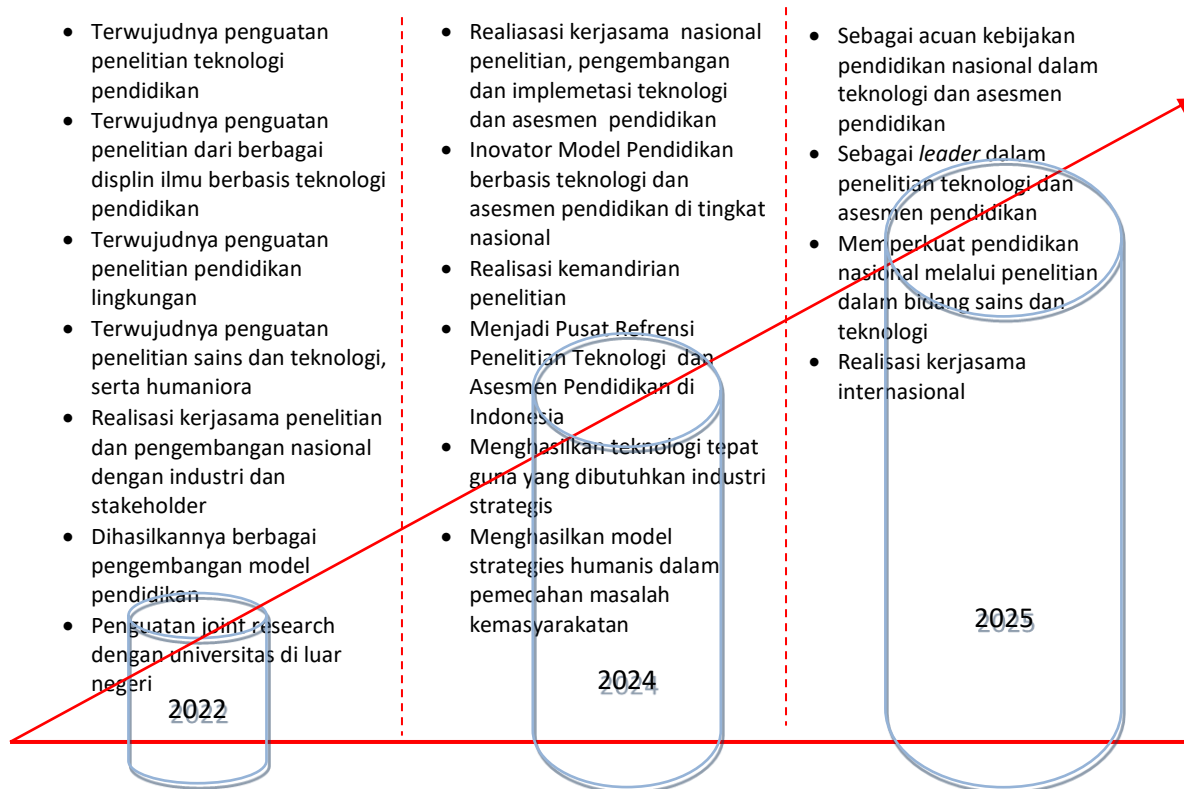 • Terwujudnya penguatan
penelitian teknologi
pendidikan
• Terwujudnya penguatan
penelitian dari berbagai
displin ilmu berbasis teknologi
pendidikan
• Terwujudnya penguatan
penelitian pendidikan
lingkungan
• Terwujudnya penguatan
penelitian sains dan teknologi,
serta humaniora
• Realisasi kerjasama penelitian
dan pengembangan nasional
dengan industri dan
stakeholder
• Dihasilkannya berbagai
pengembangan model
pendidikan
• Penguatan joint research
dengan universitas di luar
negeri
2022
• Realiasasi kerjasama nasional
penelitian, pengembangan
dan implemetasi teknologi
dan asesmen pendidikan
• Inovator Model Pendidikan
berbasis teknologi dan
asesmen pendidikan di tingkat
nasional
• Realisasi kemandirian
penelitian
• Menjadi Pusat Refrensi
Penelitian Teknologi dan
Asesmen Pendidikan di
Indonesia
• Menghasilkan teknologi tepat
guna yang dibutuhkan industri
strategis
• Menghasilkan model
strategies humanis dalam
pemecahan masalah
kemasyarakatan
2024
• Sebagai acuan kebijakan
pendidikan nasional dalam
teknologi dan asesmen
pendidikan
• Sebagai leader dalam
penelitian teknologi dan
asesmen pendidikan
• Memperkuat pendidikan
nasional melalui penelitian
dalam bidang sains dan
teknologi
• Realisasi kerjasama
internasional
2025